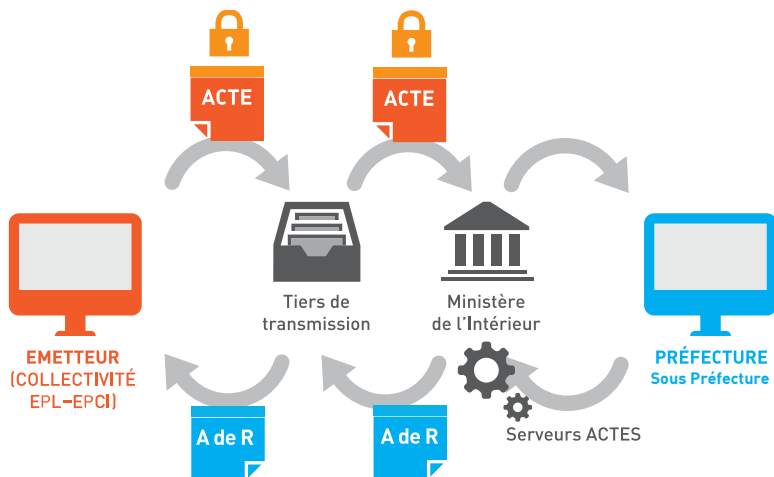 ACTE
ACTE
Tiers de
transmission
Ministère
de l'Intérieur
EMETTEUR
(COLLECTIVITÉ
EPL–EPCI)
PRÉFECTURE
Sous Préfecture
A de R
A de R
Serveurs ACTES